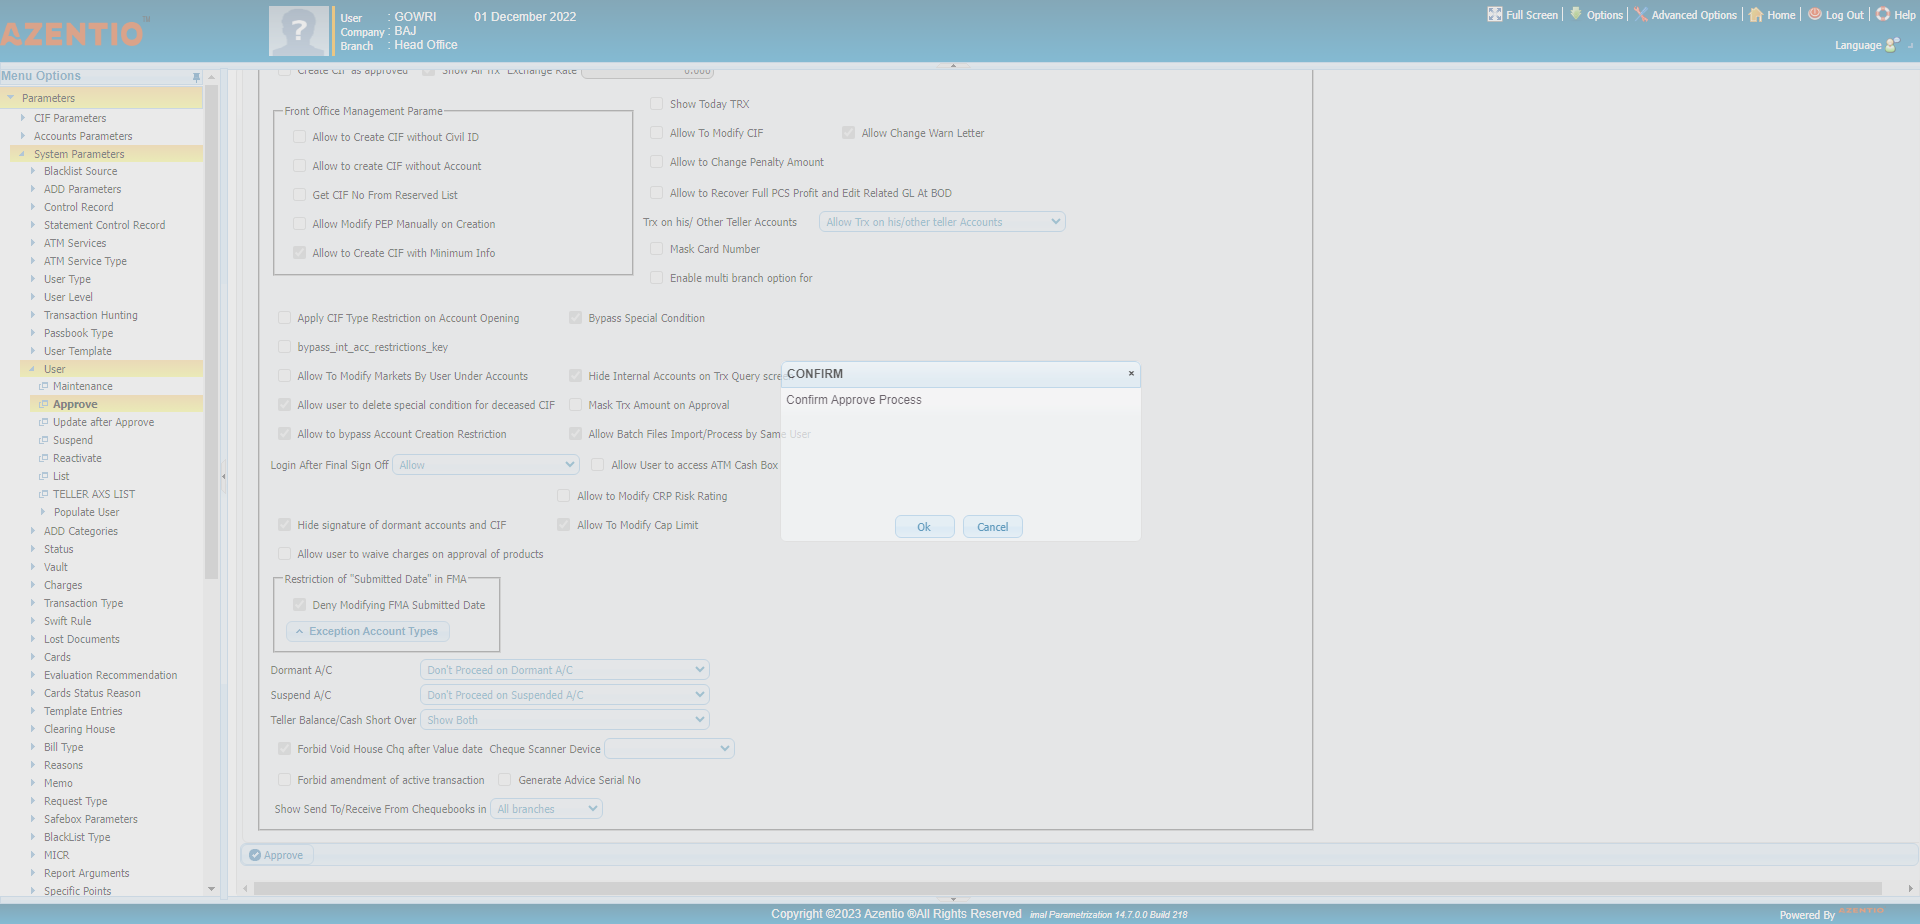 AZENTIO
TM
User : GOWRI 01 December 2022
Company : BAJ
Branch : Head Office
Full Screen Options Advanced Options Home Log Out Help
Language
Menu Options
Parameters
CIF Parameters
Accounts Parameters
System Parameters
Blacklist Source
ADD Parameters
Control Record
Statement Control Record
ATM Services
ATM Service Type
User Type
User Level
Transaction Hunting
Passbook Type
User Template
User
Maintenance
Approve
Update after Approve
Suspend
Reactivate
List
TELLER AXS LIST
Populate User
ADD Categories
Status
Vault
Charges
Transaction Type
Swift Rule
Lost Documents
Cards
Evaluation Recommendation
Cards Status Reason
Template Entries
Clearing House
Bill Type
Reasons
Memo
Request Type
Safebox Parameters
BlackList Type
MICR
Report Arguments
Specific Points
Create CIF as approved Show All Trx Exchange Rate 0.000
Front Office Management Parame
Allow to Create CIF without Civil ID
Allow to create CIF without Account
Get CIF No From Reserved List
Allow Modify PEP Manually on Creation
Allow to Create CIF with Minimum Info
Show Today TRX
Allow To Modify CIF Allow Change Warn Letter
Allow to Change Penalty Amount
Allow to Recover Full PCS Profit and Edit Related GL At BOD
Trx on his/ Other Teller Accounts Allow Trx on his/other teller Accounts
Mask Card Number
Enable multi branch option for
Apply CIF Type Restriction on Account Opening Bypass Special Condition
bypass_int_acc_restrictions_key
Allow To Modify Markets By User Under Accounts Hide Internal Accounts on Trx Query screen
Allow user to delete special condition for deceased CIF Mask Trx Amount on Approval
Allow to bypass Account Creation Restriction Allow Batch Files Import/Process by Same User
Login After Final Sign Off Allow Allow User to access ATM Cash Box
Allow to Modify CRP Risk Rating
Hide signature of dormant accounts and CIF Allow To Modify Cap Limit
Allow user to waive charges on approval of products
Restriction of "Submitted Date" in FMA
Deny Modifying FMA Submitted Date
Exception Account Types
Dormant A/C Don't Proceed on Dormant A/C
Suspend A/C Don't Proceed on Suspended A/C
Teller Balance/Cash Short Over Show Both
Forbid Void House Chq after Value date Cheque Scanner Device
Forbid amendment of active transaction Generate Advice Serial No
Show Send To/Receive From Chequebooks in All branches
Approve
CONFIRM
Confirm Approve Process
Ok Cancel
Copyright ©2023 Azentio ®All Rights Reserved imal Parametrization 14.7.0.0 Build 218
Powered By AZENTIO